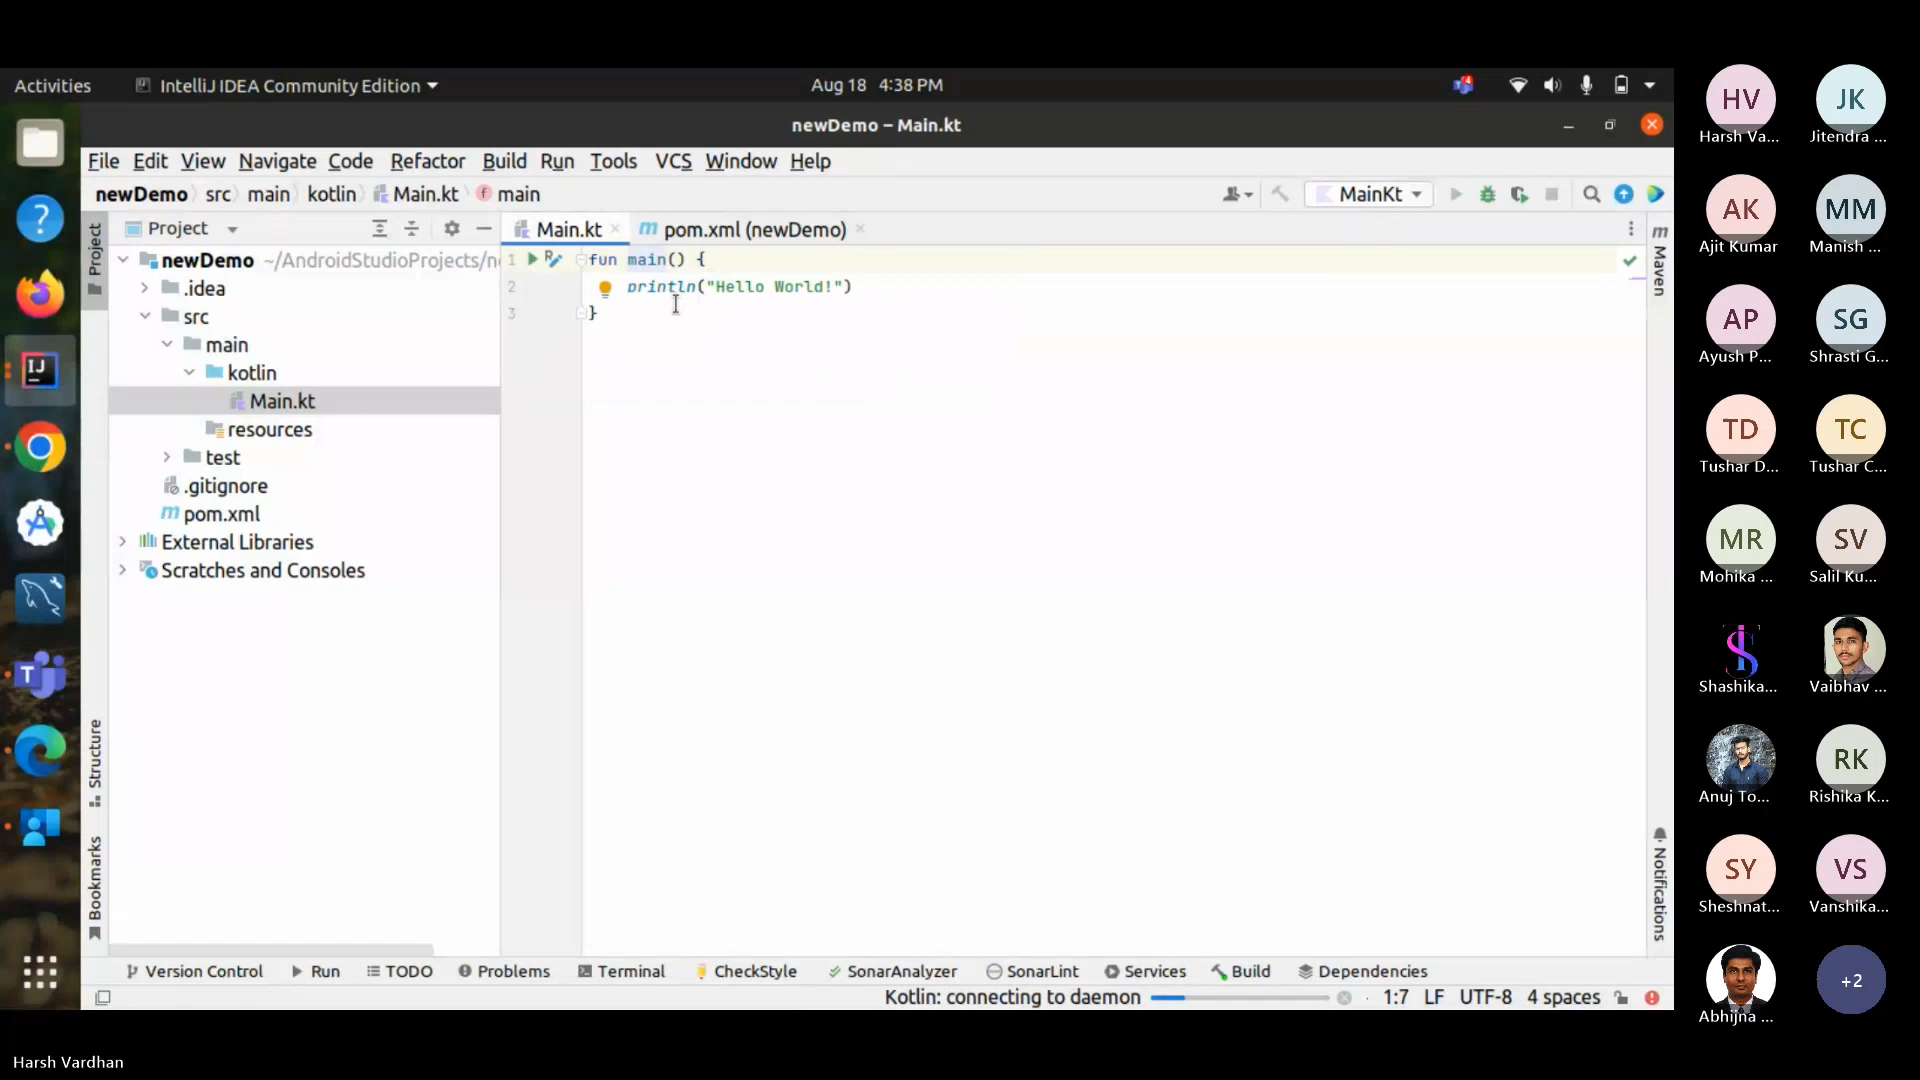 Activities
IntelliJ IDEA Community Edition
Aug 18 4:38 PM
4
newDemo – Main.kt
File Edit View Navigate Code Refactor Build Run Tools VCS Window Help
newDemo src main kotlin Main.kt main
MainKt
Project
Project
newDemo ~/AndroidStudioProjects/n
.idea
src
main
kotlin
Main.kt
resources
test
.gitignore
pom.xml
External Libraries
Scratches and Consoles
Structure
Bookmarks
Main.kt
pom.xml (newDemo)
1 fun main() {
2 println("Hello World!")
3 }
Maven
Notifications
Version Control Run TODO Problems Terminal CheckStyle SonarAnalyzer SonarLint Services Build Dependencies
Kotlin: connecting to daemon 1:7 LF UTF-8 4 spaces
HV
Harsh Va...
JK
Jitendra ...
AK
Ajit Kumar
MM
Manish ...
AP
Ayush P...
SG
Shrasti G...
TD
Tushar D...
TC
Tushar C...
MR
Mohika ...
SV
Salil Ku...
Shashika...
Vaibhav ...
Anuj To...
RK
Rishika K...
SY
Sheshnat...
VS
Vanshika...
Abhijna ...
+2
Harsh Vardhan